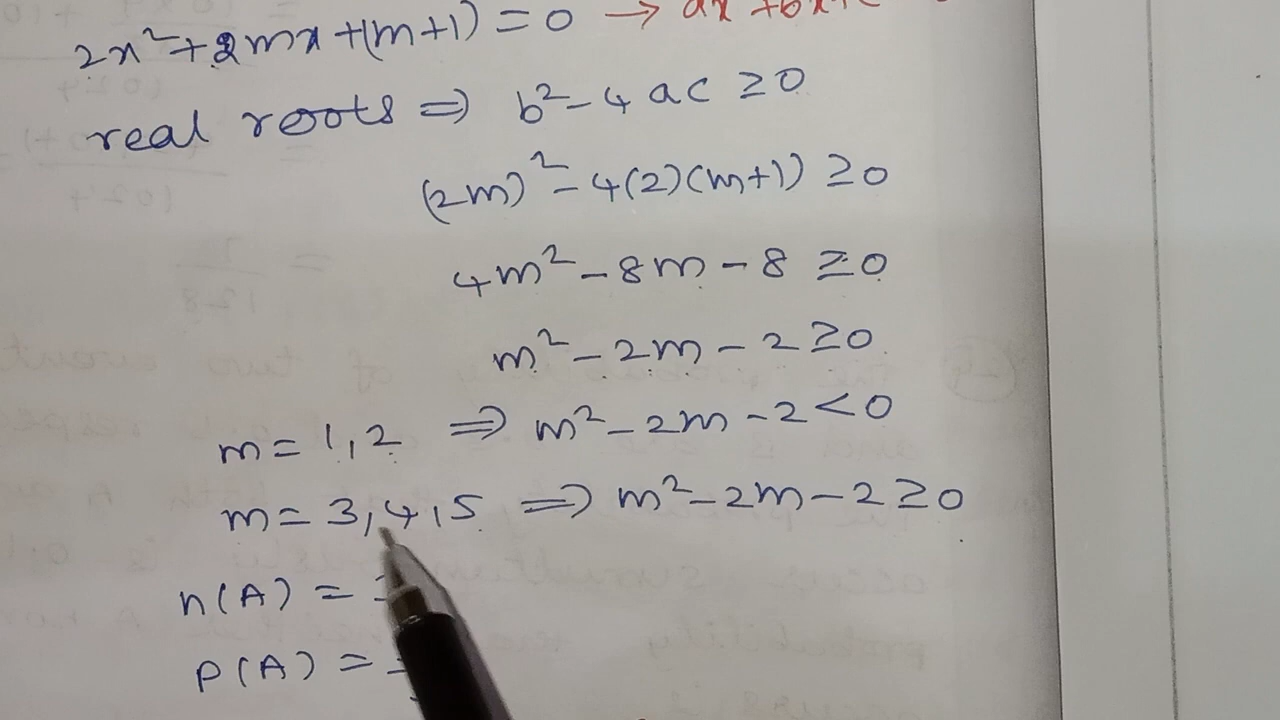 2x²+2mx+(m+1)=0 →
real roots ⇒ b²-4ac ≥0
(2m)²-4(2)(m+1) ≥0
4m²-8m-8 ≥0
m²-2m-2≥0
m=1,2 ⇒ m²-2m-2<0
m=3,4,5 ⇒ m²-2m-2≥0
n(A) =
P(A) =